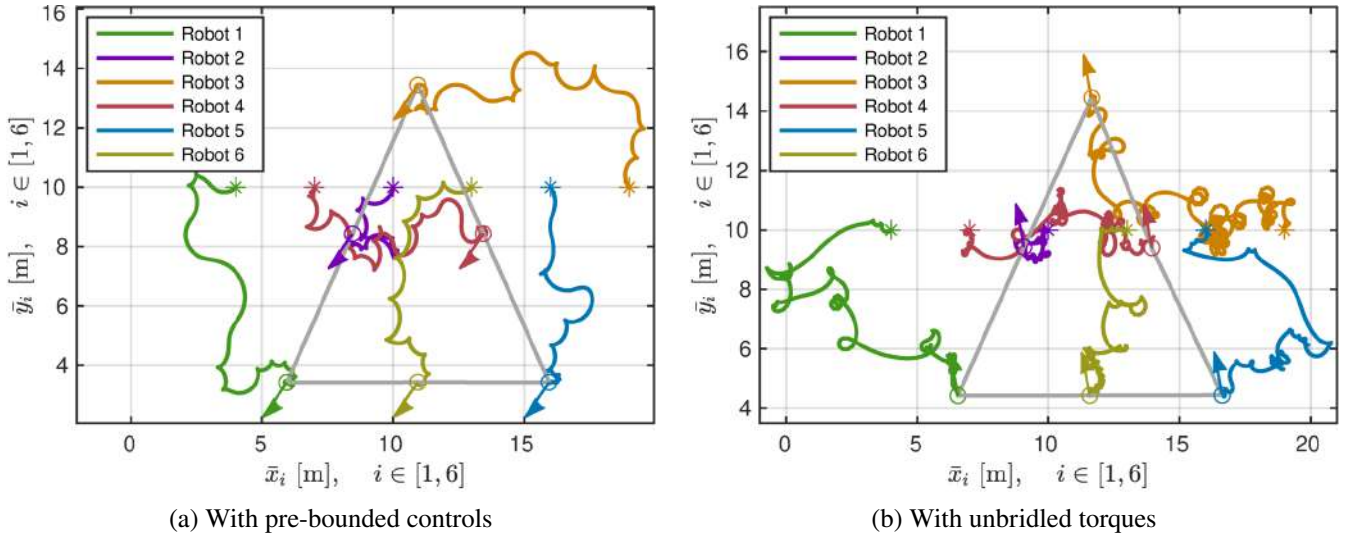 16
14
12
10
8
6
4
0
5
10
15
ȳᵢ [m], i ∈ [1, 6]
x̄ᵢ [m], i ∈ [1, 6]
Robot 1
Robot 2
Robot 3
Robot 4
Robot 5
Robot 6
(a) With pre-bounded controls
16
14
12
10
8
6
4
0
5
10
15
20
ȳᵢ [m], i ∈ [1, 6]
x̄ᵢ [m], i ∈ [1, 6]
Robot 1
Robot 2
Robot 3
Robot 4
Robot 5
Robot 6
(b) With unbridled torques